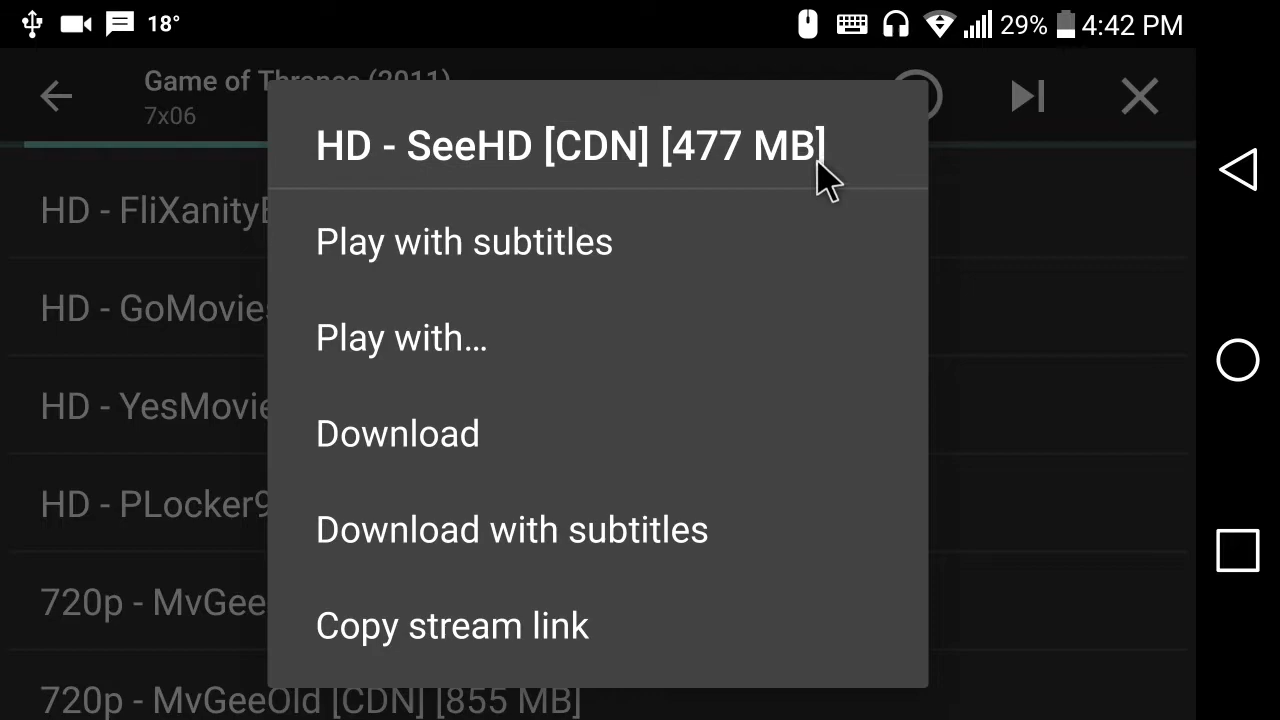 18°
29%
4:42 PM
Game of Thrones (2011)
7x06
HD - SeeHD [CDN] [477 MB]
Play with subtitles
Play with...
Download
Download with subtitles
Copy stream link
HD - FliXanity
HD - GoMovies
HD - YesMovie
HD - PLocker9
720p - MvGee
720p - MvGeeOld [CDN] [855 MB]